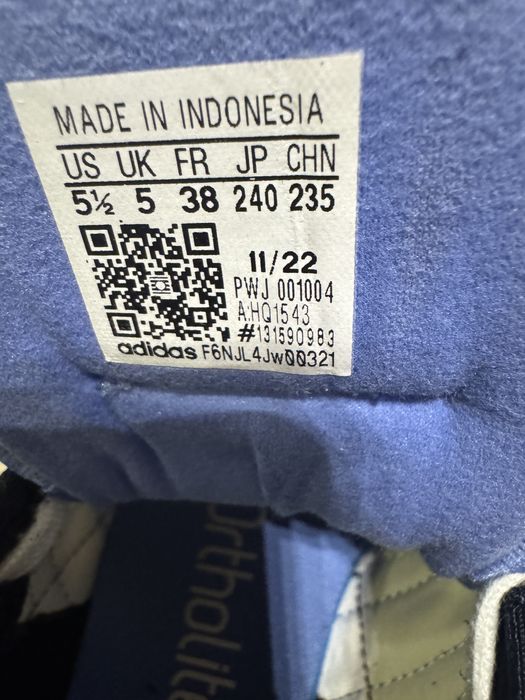 MADE IN INDONESIA
US UK FR JP CHN
5½ 5 38 240 235
11/22
PWJ 001004
A:HQ1543
#131590983
adidas F6NJL4Jw00321
Ortholite